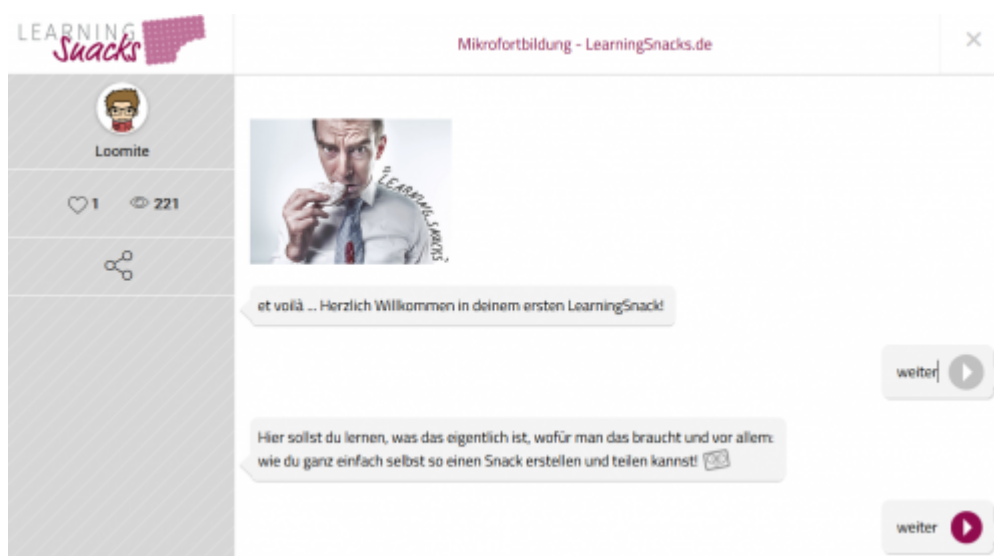 LEARNING
Snacks
Mikrofortbildung - LearningSnacks.de
Loomite
1 221
LEARNING SNACKS
et voilà ... Herzlich Willkommen in deinem ersten LearningSnack!
weiter
Hier sollst du lernen, was das eigentlich ist, wofür man das braucht und vor allem:
wie du ganz einfach selbst so einen Snack erstellen und teilen kannst!
weiter